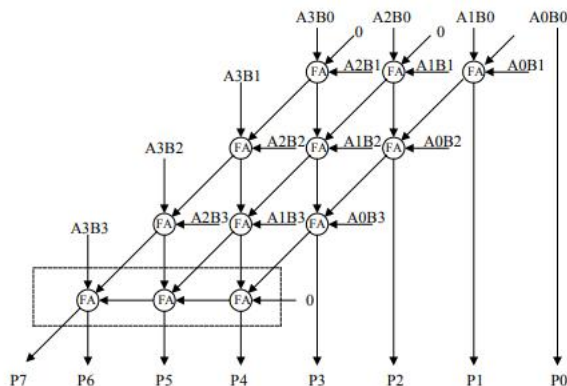 A3B0 A2B0 A1B0 A0B0
0 0
FA A2B1 FA A1B1 FA A0B1
A3B1
FA A2B2 FA A1B2 FA A0B2
A3B2
FA A2B3 FA A1B3 FA A0B3
A3B3
FA FA FA 0
P7 P6 P5 P4 P3 P2 P1 P0